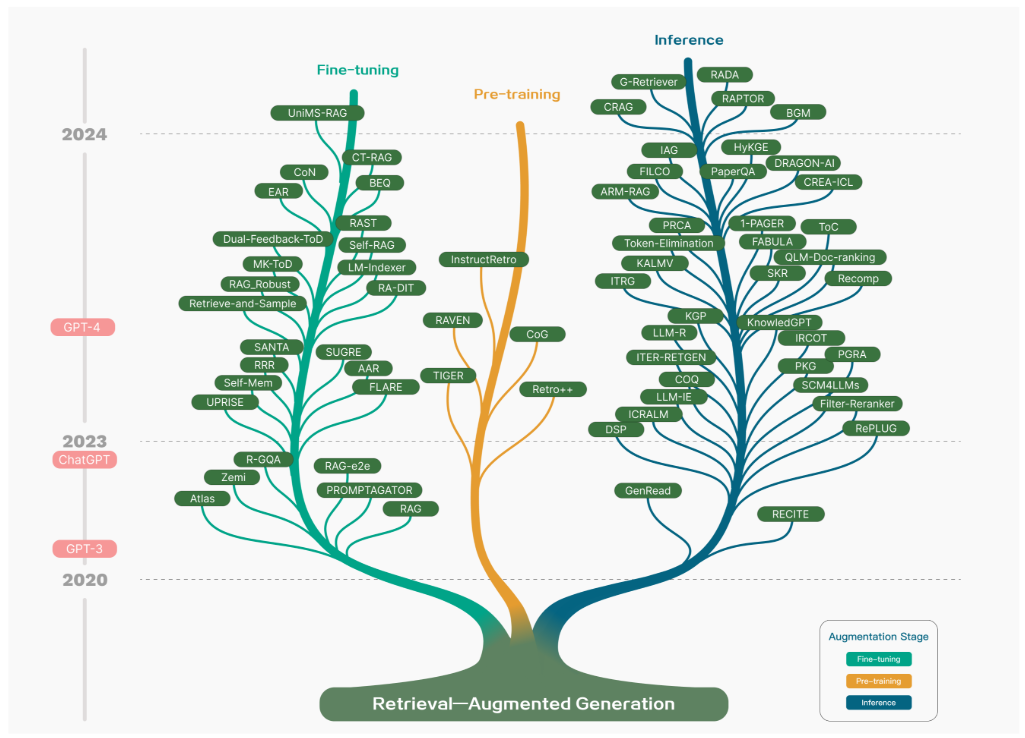 Inference
Fine-tuning
Pre-training
G-Retriever
RADA
CRAG
RAPTOR
BGM
UniMS-RAG
2024
CT-RAG
CoN
BEQ
EAR
IAG
HyKGE
FILCO
PaperQA
DRAGON-AI
ARM-RAG
CREA-ICL
RAST
Dual-Feedback-ToD
Self-RAG
MK-ToD
LM-Indexer
RAG_Robust
RA-DIT
Retrieve-and-Sample
InstructRetro
PRCA
1-PAGER
ToC
Token-Elimination
FABULA
KALMV
QLM-Doc-ranking
ITRG
SKR
Recomp
GPT-4
RAVEN
CoG
KGP
KnowledGPT
LLM-R
IRCOT
SANTA
SUGRE
ITER-RETGEN
PGRA
RRR
AAR
TIGER
PKG
Self-Mem
FLARE
Retro++
COQ
SCM4LLMs
UPRISE
LLM-IE
Filter-Reranker
ICRALM
DSP
RePLUG
2023
ChatGPT
R-GQA
RAG-e2e
Zemi
PROMPTAGATOR
Atlas
RAG
GenRead
RECITE
GPT-3
2020
Augmentation Stage
Fine-tuning
Pre-training
Inference
Retrieval—Augmented Generation